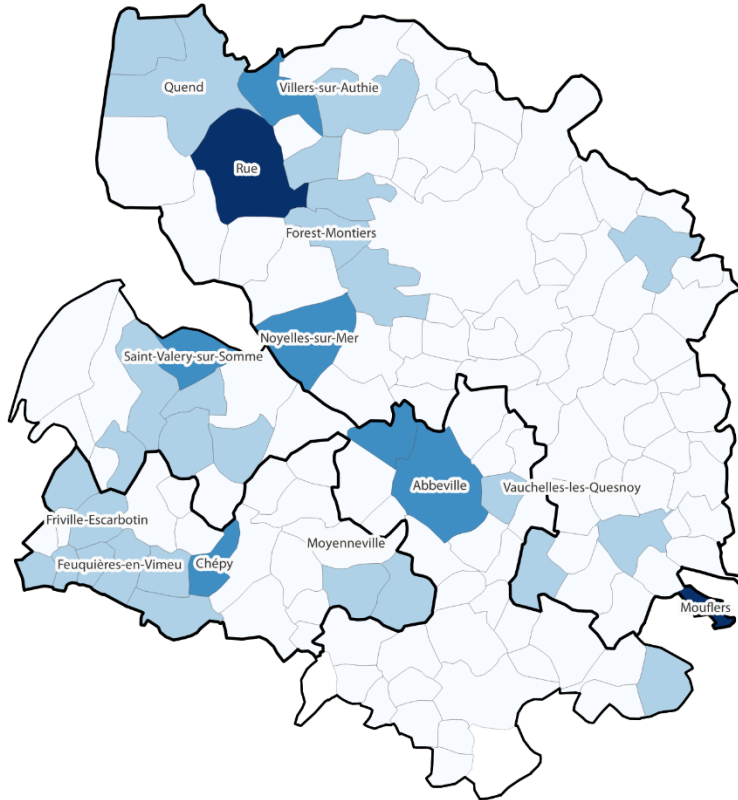 Quend
Villers-sur-Authie
Rue
Forest-Montiers
Noyelles-sur-Mer
Saint-Valery-sur-Somme
Abbeville
Vauchelles-les-Quesnoy
Friville-Escarbotin
Moyenneville
Feuquières-en-Vimeu
Chépy
Mouflers